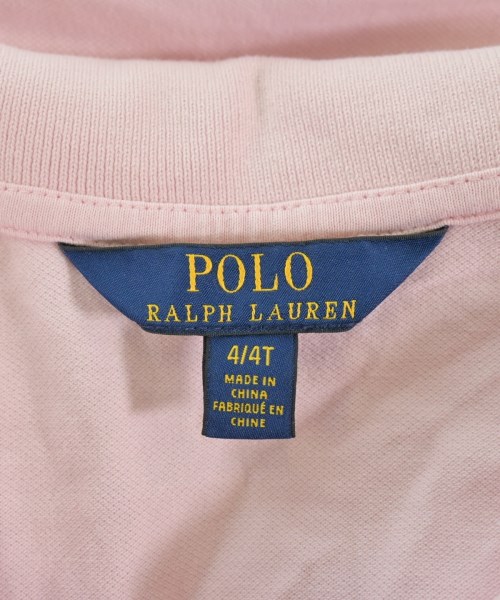 POLO
RALPH LAUREN
4/4T
MADE IN
CHINA
FABRIQUÉ EN
CHINE